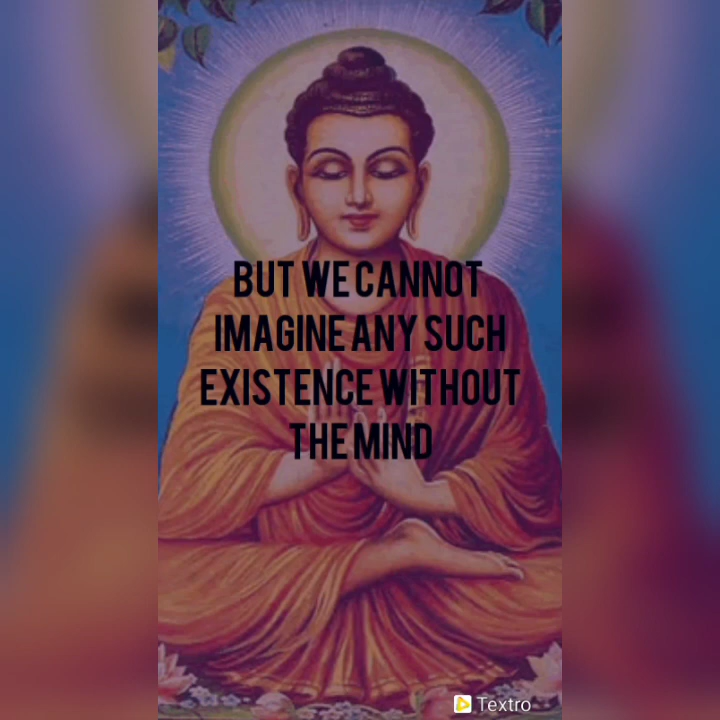 BUT WE CANNOT
IMAGINE ANY SUCH
EXISTENCE WITHOUT
THE MIND
Textro